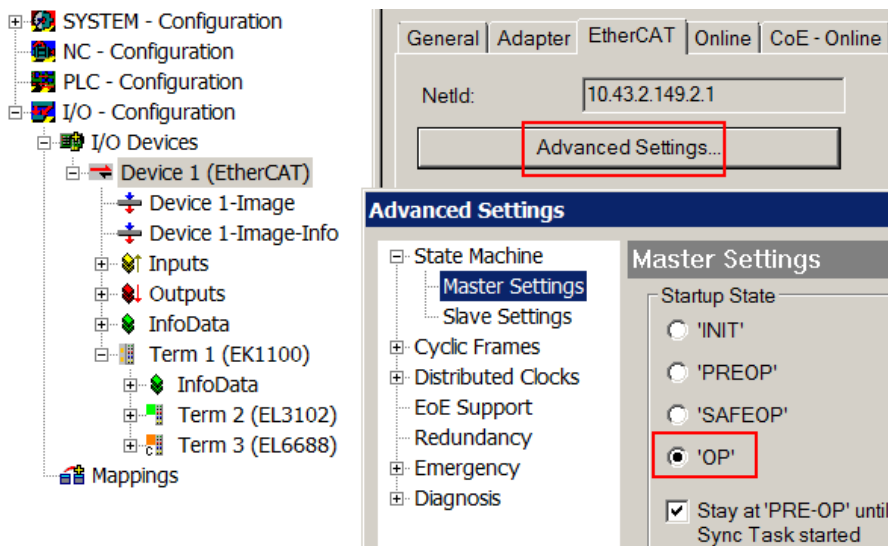 SYSTEM - Configuration
NC - Configuration
PLC - Configuration
I/O - Configuration
I/O Devices
Device 1 (EtherCAT)
Device 1-Image
Device 1-Image-Info
Inputs
Outputs
InfoData
Term 1 (EK1100)
InfoData
Term 2 (EL3102)
Term 3 (EL6688)
Mappings
General Adapter EtherCAT Online CoE - Online
NetId: 10.43.2.149.2.1
Advanced Settings...
Advanced Settings
State Machine
Master Settings
Slave Settings
Cyclic Frames
Distributed Clocks
EoE Support
Redundancy
Emergency
Diagnosis
Master Settings
Startup State
'INIT'
'PREOP'
'SAFEOP'
'OP'
Stay at 'PRE-OP' until
Sync Task started